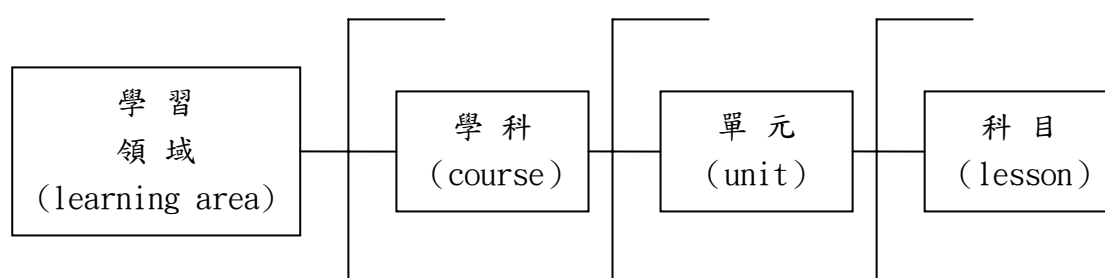 學 習
領 域
(learning area)
學 科
(course)
單 元
(unit)
科 目
(lesson)